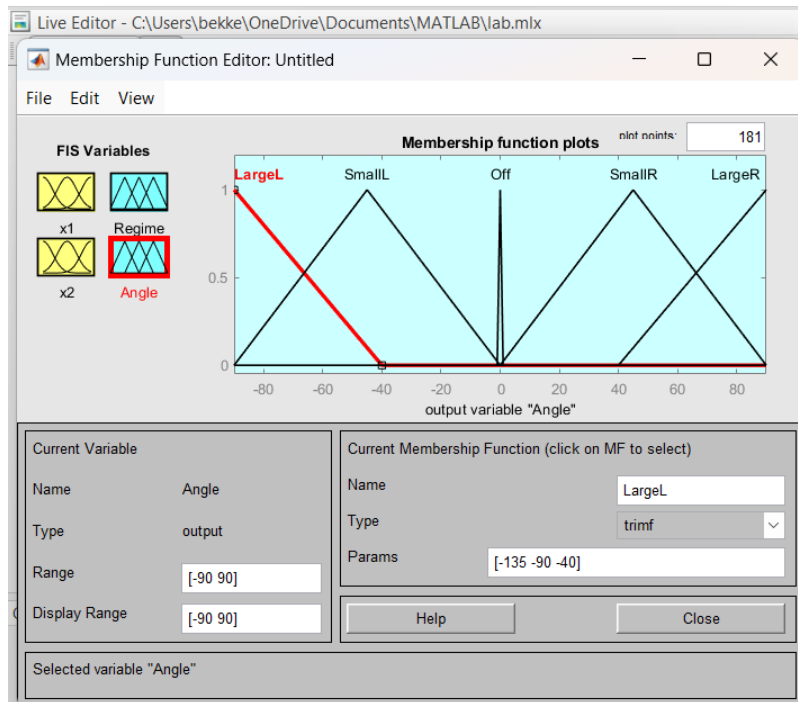 Live Editor - C:\Users\bekke\OneDrive\Documents\MATLAB\lab.mlx
Membership Function Editor: Untitled
File Edit View
FIS Variables
x1 Regime
x2 Angle
Membership function plots plot points: 181
LargeL SmallL Off SmallR LargeR
1
0.5
0
-80 -60 -40 -20 0 20 40 60 80
output variable "Angle"
Current Variable
Name Angle
Type output
Range [-90 90]
Display Range [-90 90]
Current Membership Function (click on MF to select)
Name LargeL
Type trimf
Params [-135 -90 -40]
Help Close
Selected variable "Angle"